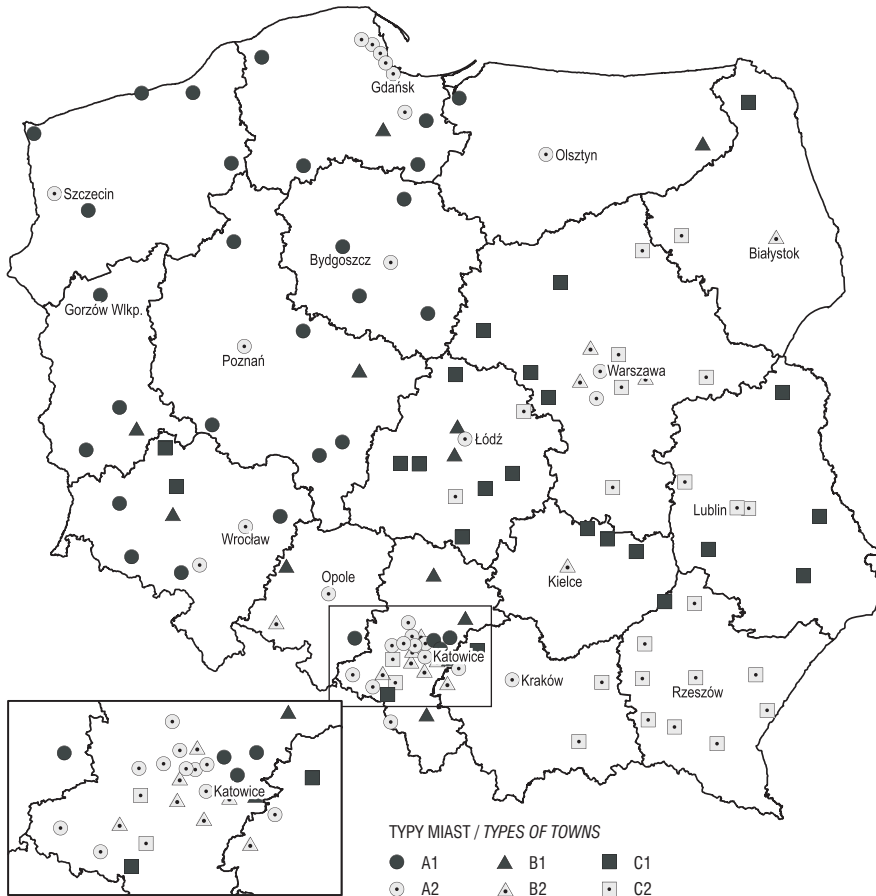 Gdańsk
Olsztyn
Szczecin
Białystok
Bydgoszcz
Gorzów Wlkp.
Poznań
Warszawa
Łódź
Lublin
Wrocław
Kielce
Opole
Katowice
Kraków
Rzeszów
Katowice
TYPY MIAST / TYPES OF TOWNS
A1 B1 C1
A2 B2 C2